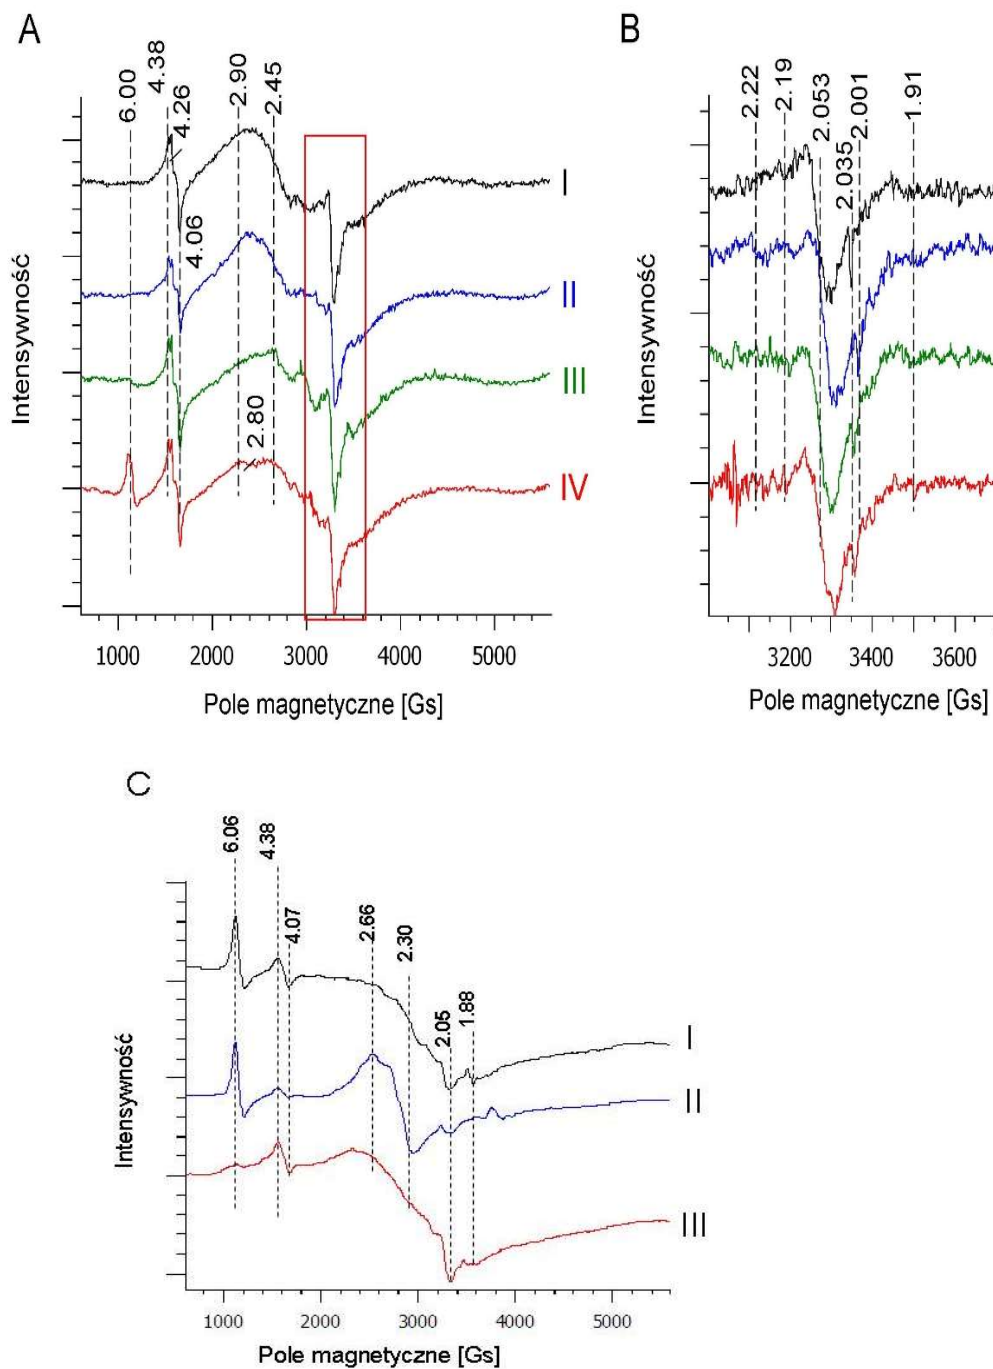 A
6.00
4.38
4.26
4.06
2.90
2.80
2.45
I
II
III
IV
Intensywność
1000 2000 3000 4000 5000
Pole magnetyczne [Gs]
B
2.22
2.19
2.053
2.035
2.001
1.91
Intensywność
3200 3400 3600
Pole magnetyczne [Gs]
C
6.06
4.38
4.07
2.66
2.30
2.05
1.88
I
II
III
Intensywność
1000 2000 3000 4000 5000
Pole magnetyczne [Gs]